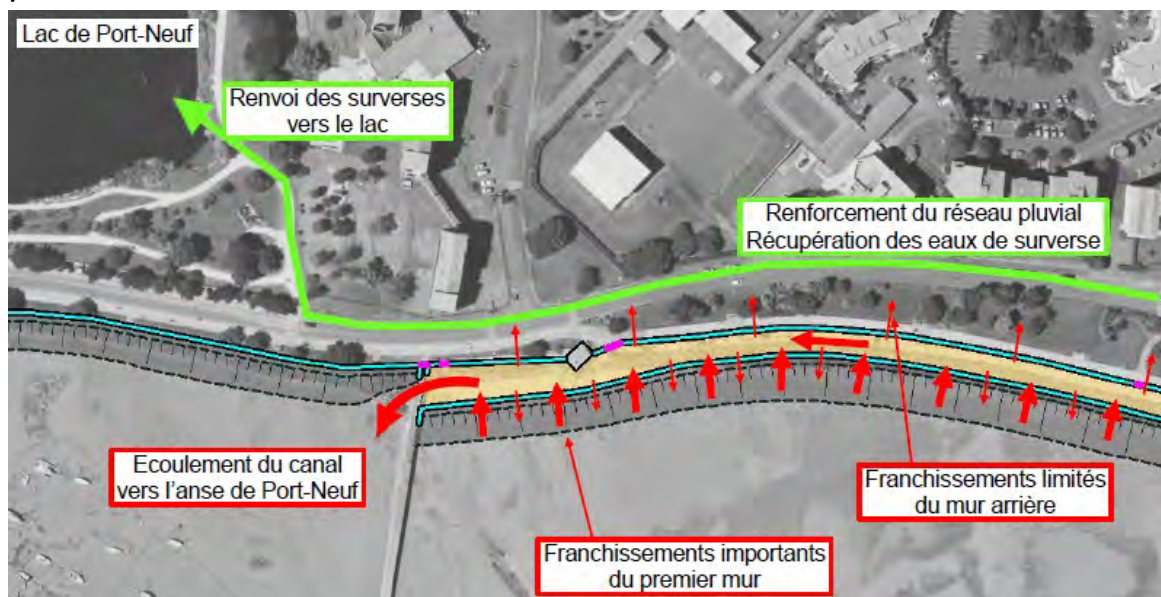 Lac de Port-Neuf
Renvoi des surverses
vers le lac
Renforcement du réseau pluvial
Récupération des eaux de surverse
Ecoulement du canal
vers l'anse de Port-Neuf
Franchissements limités
du mur arrière
Franchissements importants
du premier mur